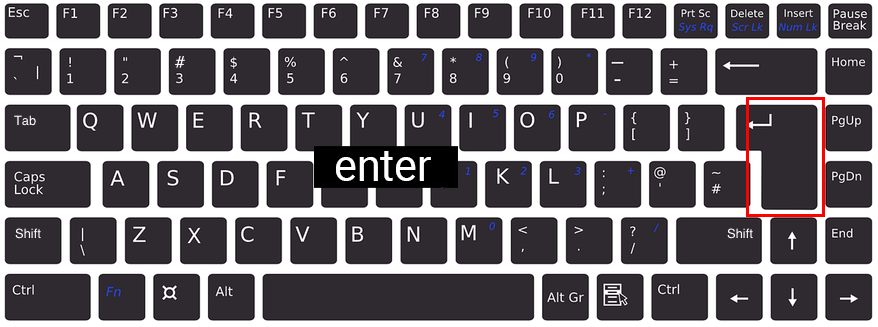 Esc F1 F2 F3 F4 F5 F6 F7 F8 F9 F10 F11 F12 Prt Sc Delete Insert Pause
Sys Rq Scr Lk Num Lk Break
¬ | ! " # $ % ^ & 7 * 8 ( 9 ) * — + Home
` 1 2 3 4 5 6 7 8 9 0 - =
Tab Q W E R T Y U 4 I 5 O 6 P - { } PgUp
[ ]
enter
Caps A S D F 1 K 2 L 3 : + @ ~ PgDn
Lock ; ' #
Shift | Z X C V B N M 0 < > ? / Shift End
\ , . /
Ctrl Fn Alt Alt Gr Ctrl